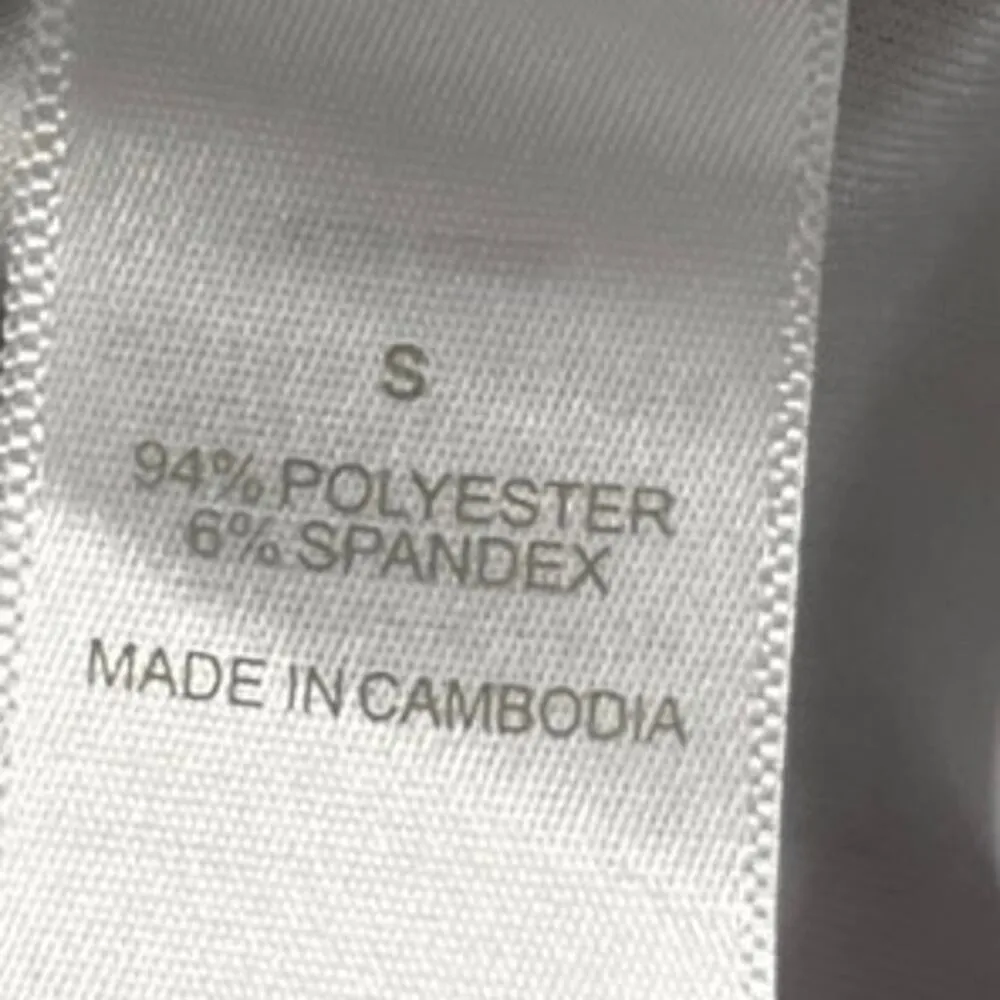 S
94% POLYESTER
6% SPANDEX
MADE IN CAMBODIA